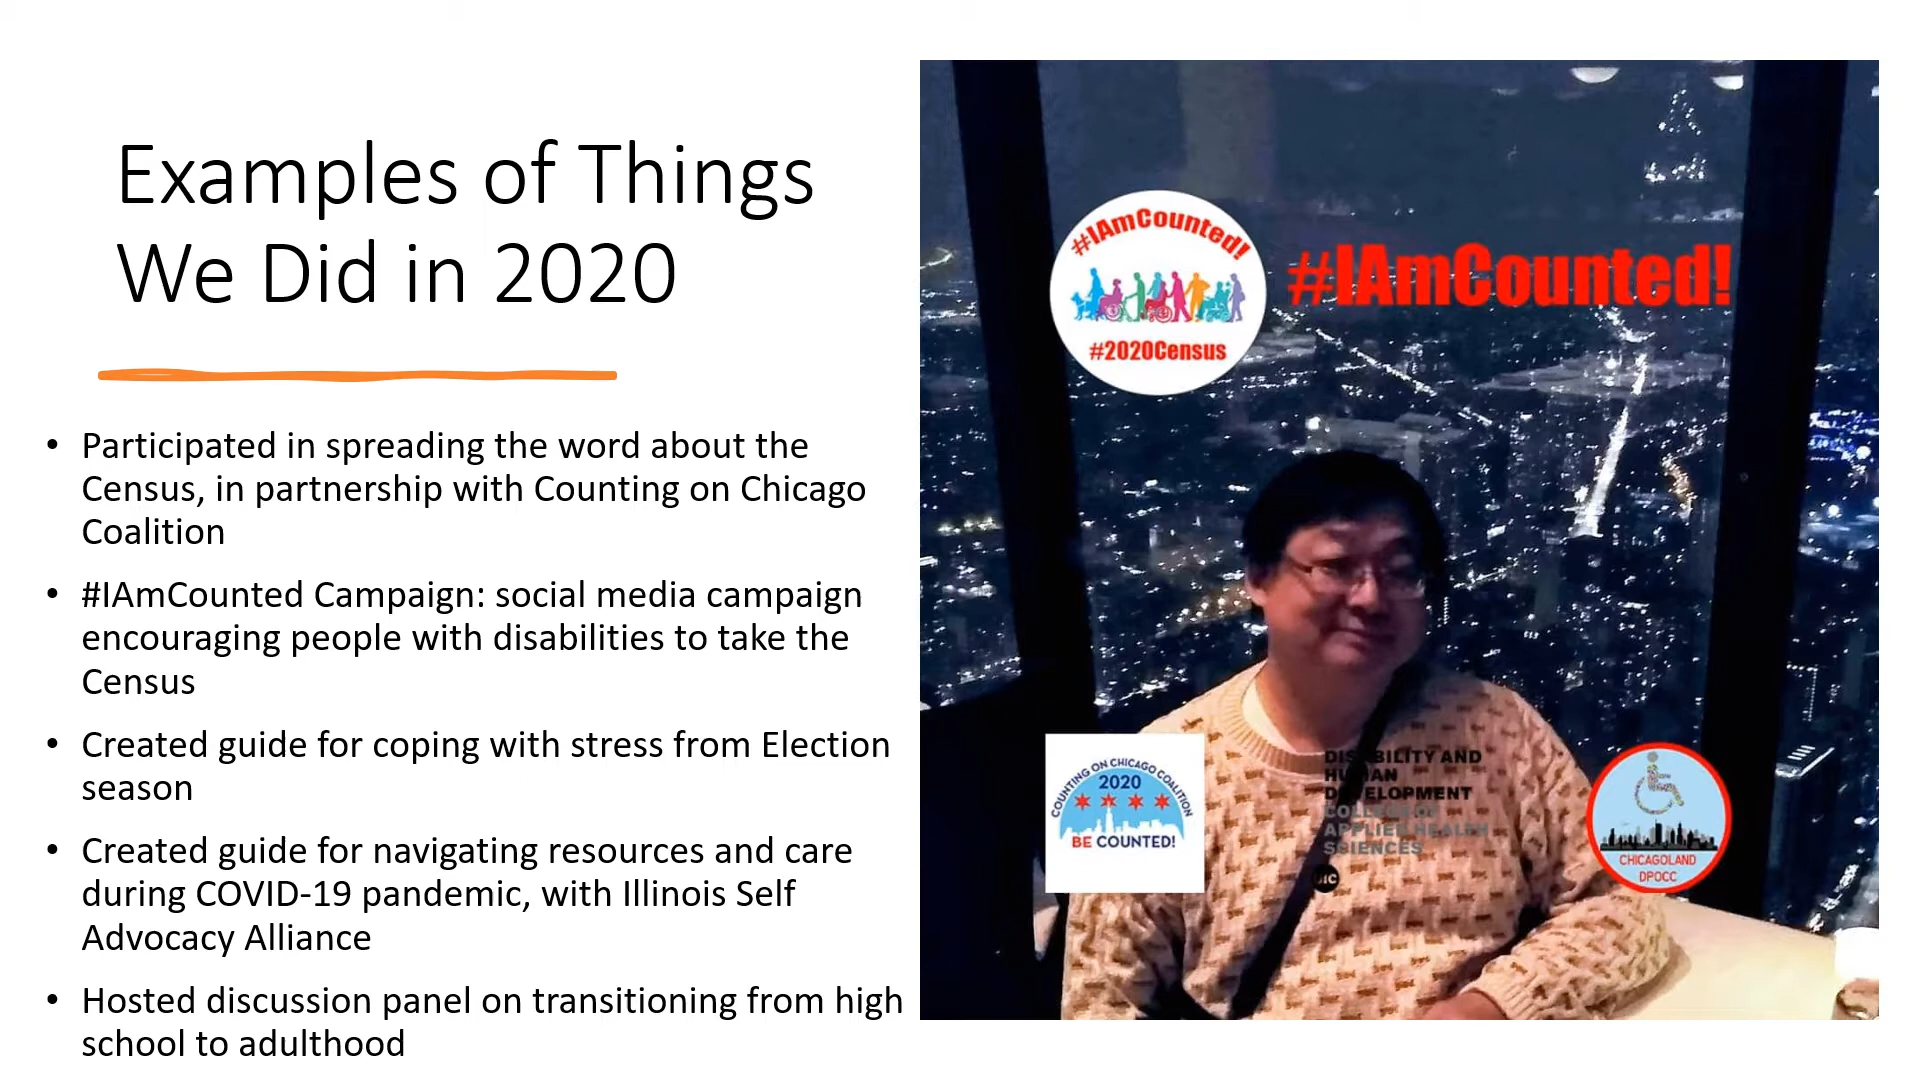 Examples of Things
We Did in 2020
• Participated in spreading the word about the
Census, in partnership with Counting on Chicago
Coalition
• #IAmCounted Campaign: social media campaign
encouraging people with disabilities to take the
Census
• Created guide for coping with stress from Election
season
• Created guide for navigating resources and care
during COVID-19 pandemic, with Illinois Self
Advocacy Alliance
• Hosted discussion panel on transitioning from high
school to adulthood
#IAmCounted!
#2020Census
#IAmCounted!
COUNTING ON CHICAGO COALITION
2020
BE COUNTED!
DISABILITY AND
HUMAN
DEVELOPMENT
COLLEGE OF
APPLIED HEALTH
SCIENCES
UIC
CHICAGOLAND
DPOCC